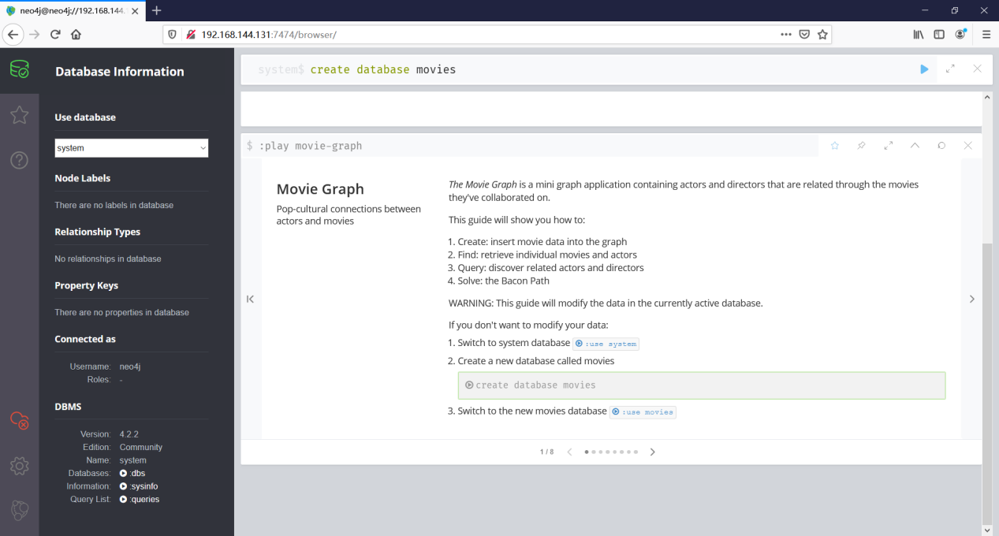 neo4j@neo4j://192.168.144.
192.168.144.131:7474/browser/
Database Information
Use database
system
Node Labels
There are no labels in database
Relationship Types
No relationships in database
Property Keys
There are no properties in database
Connected as
Username: neo4j
Roles: -
DBMS
Version: 4.2.2
Edition: Community
Name: system
Databases: :dbs
Information: :sysinfo
Query List: :queries
system$ create database movies
$ :play movie-graph
Movie Graph
Pop-cultural connections between
actors and movies
The Movie Graph is a mini graph application containing actors and directors that are related through the movies
they've collaborated on.
This guide will show you how to:
1. Create: insert movie data into the graph
2. Find: retrieve individual movies and actors
3. Query: discover related actors and directors
4. Solve: the Bacon Path
WARNING: This guide will modify the data in the currently active database.
If you don't want to modify your data:
1. Switch to system database :use system
2. Create a new database called movies
create database movies
3. Switch to the new movies database :use movies
1 / 8